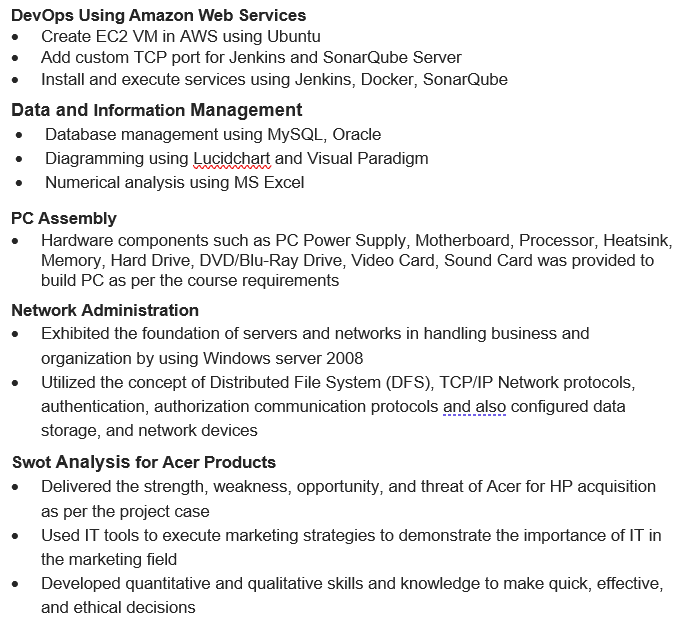 DevOps Using Amazon Web Services
• Create EC2 VM in AWS using Ubuntu
• Add custom TCP port for Jenkins and SonarQube Server
• Install and execute services using Jenkins, Docker, SonarQube
Data and Information Management
• Database management using MySQL, Oracle
• Diagramming using Lucidchart and Visual Paradigm
• Numerical analysis using MS Excel
PC Assembly
• Hardware components such as PC Power Supply, Motherboard, Processor, Heatsink,
Memory, Hard Drive, DVD/Blu-Ray Drive, Video Card, Sound Card was provided to
build PC as per the course requirements
Network Administration
• Exhibited the foundation of servers and networks in handling business and
organization by using Windows server 2008
• Utilized the concept of Distributed File System (DFS), TCP/IP Network protocols,
authentication, authorization communication protocols and also configured data
storage, and network devices
Swot Analysis for Acer Products
• Delivered the strength, weakness, opportunity, and threat of Acer for HP acquisition
as per the project case
• Used IT tools to execute marketing strategies to demonstrate the importance of IT in
the marketing field
• Developed quantitative and qualitative skills and knowledge to make quick, effective,
and ethical decisions